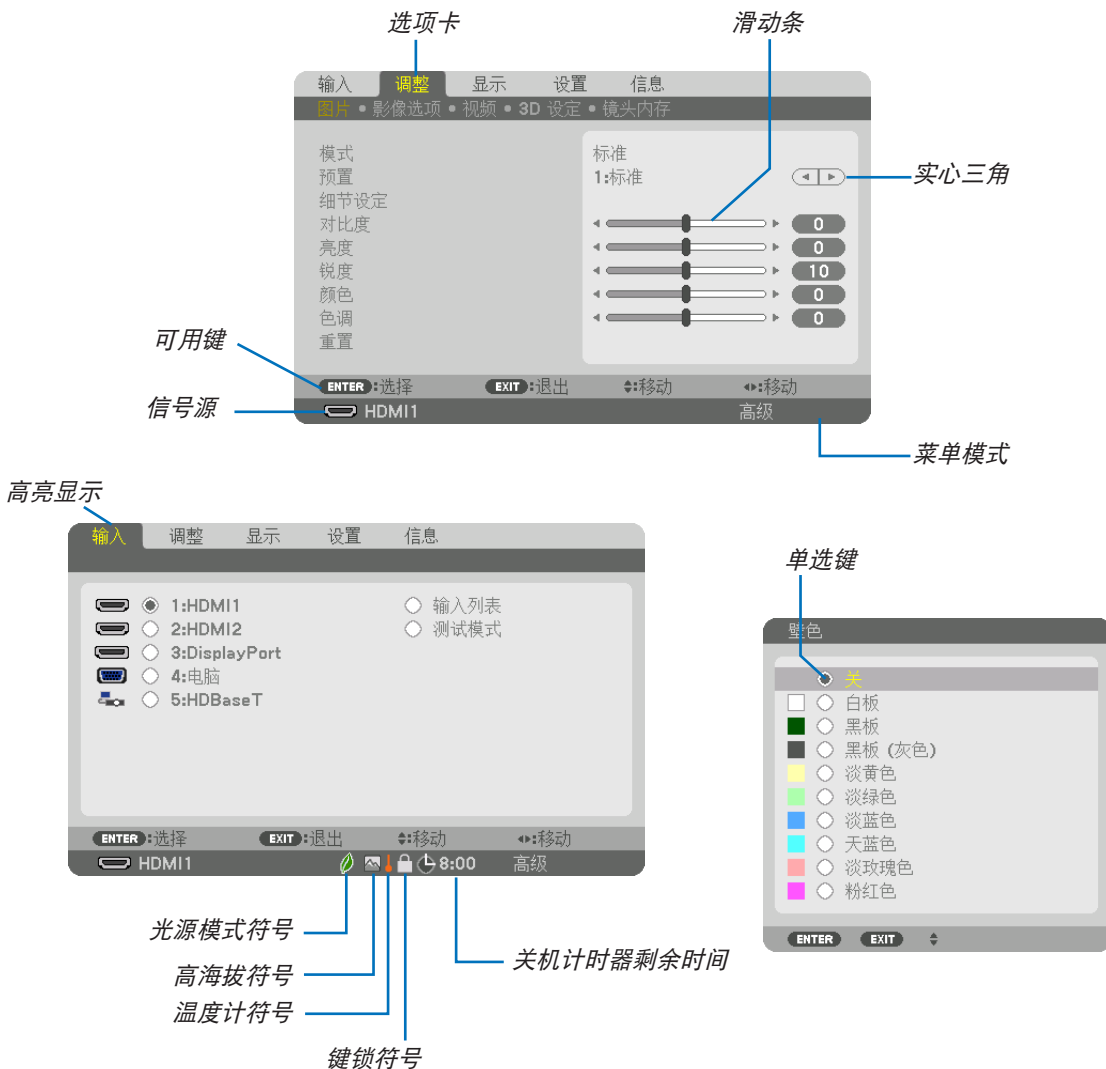 选项卡
滑动条
输入 调整 显示 设置 信息
图片 • 影像选项 • 视频 • 3D 设定 • 镜头内存
模式 标准
预置 1:标准
实心三角
细节设定
对比度 0
亮度 0
锐度 10
颜色 0
色调 0
重置
可用键
ENTER :选择 EXIT :退出 :移动 :移动
信号源
HDMI1 高级
菜单模式
高亮显示
输入 调整 显示 设置 信息
1:HDMI1 输入列表
2:HDMI2 测试模式
3:DisplayPort
4:电脑
5:HDBaseT
ENTER :选择 EXIT :退出 :移动 :移动
HDMI1 8:00 高级
光源模式符号
高海拔符号
温度计符号
键锁符号
关机计时器剩余时间
单选键
壁色
关
白板
黑板
黑板 (灰色)
淡黄色
淡绿色
淡蓝色
天蓝色
淡玫瑰色
粉红色
ENTER EXIT